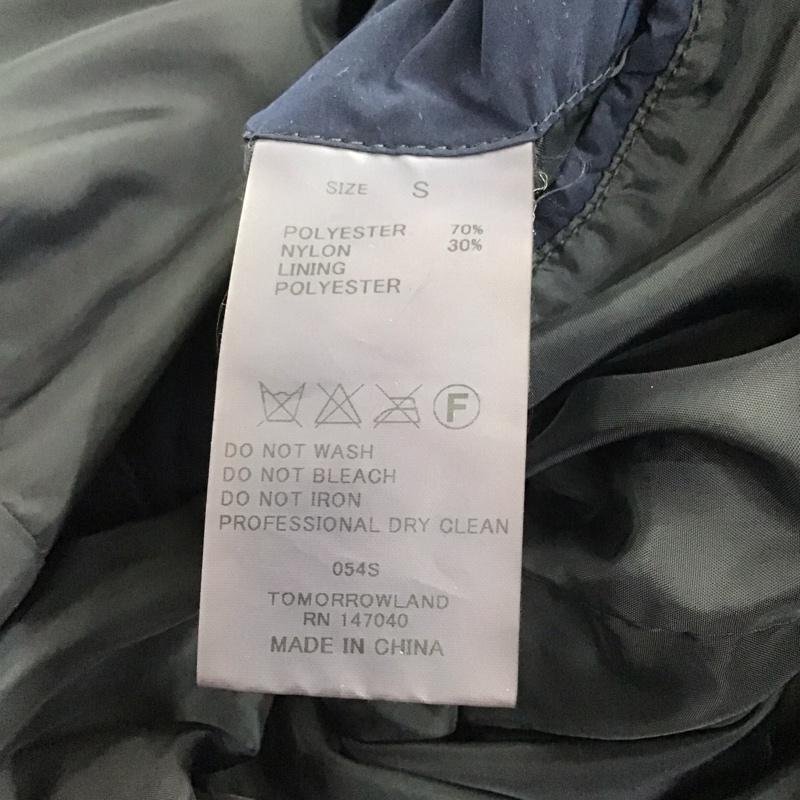 SIZE S
POLYESTER 70%
NYLON 30%
LINING
POLYESTER
F
DO NOT WASH
DO NOT BLEACH
DO NOT IRON
PROFESSIONAL DRY CLEAN
054S
TOMORROWLAND
RN 147040
MADE IN CHINA